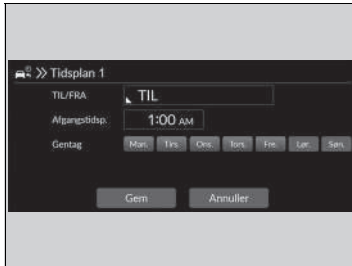 Tidsplan 1
TIL/FRA TIL
Afgangstidsp. 1:00 AM
Gentag Man. Tirs. Ons. Tors. Fre. Lør. Søn.
Gem Annuller